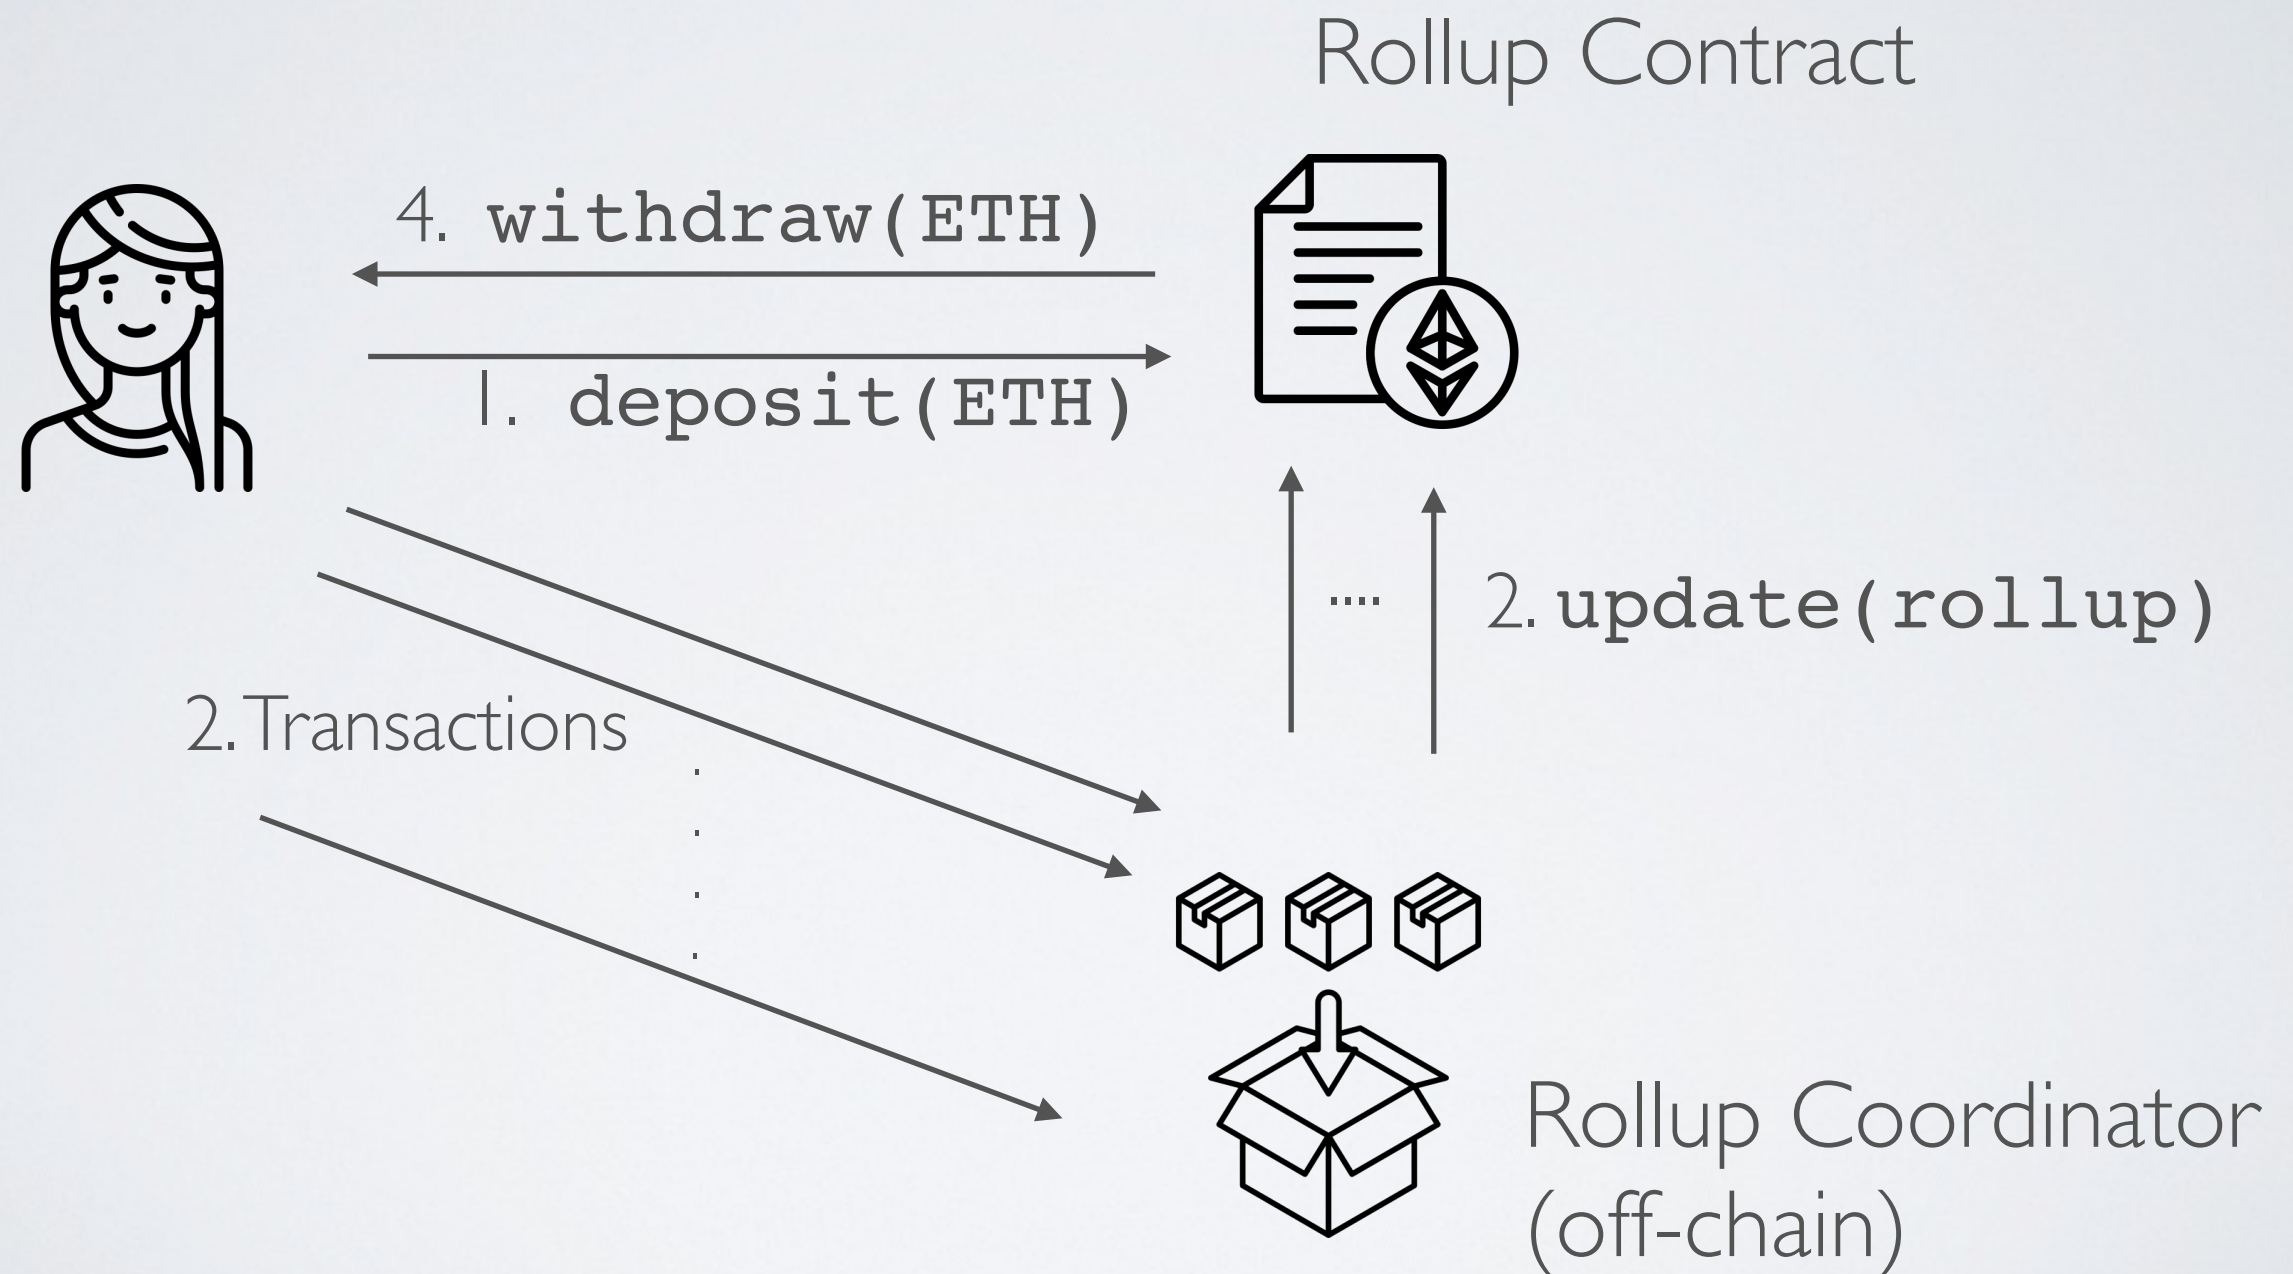 Rollup Contract
4. withdraw(ETH)
1. deposit(ETH)
....
2. update(rollup)
2. Transactions
.
.
.
.
Rollup Coordinator
(off-chain)